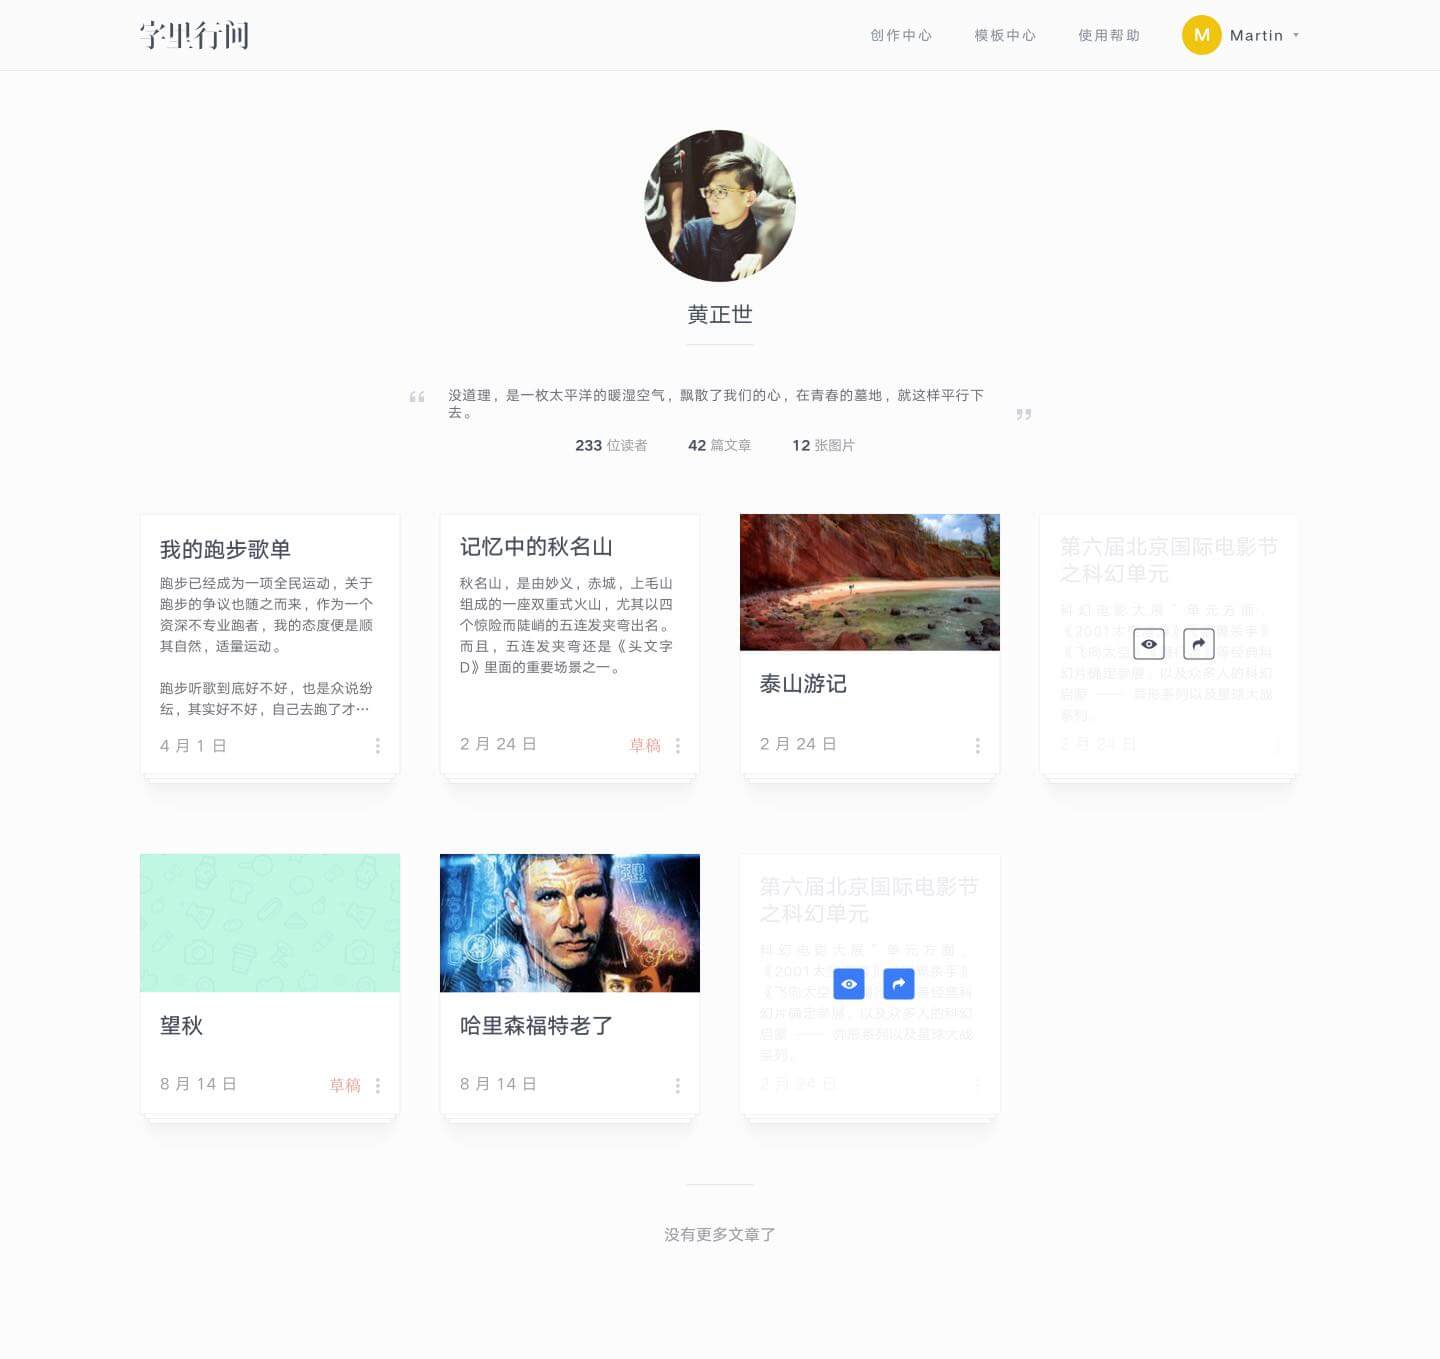 字里行间
创作中心
模板中心
使用帮助
M
Martin
黄正世
“
没道理，是一枚太平洋的暖湿空气，飘散了我们的心，在青春的墓地，就这样平行下
去。
”
233 位读者
42 篇文章
12 张图片
我的跑步歌单
跑步已经成为一项全民运动，关于
跑步的争议也随之而来，作为一个
资深不专业跑者，我的态度便是顺
其自然，适量运动。
跑步听歌到底好不好，也是众说纷
纭，其实好不好，自己去跑了才…
4 月 1 日
记忆中的秋名山
秋名山，是由妙义，赤城，上毛山
组成的一座双重式火山，尤其以四
个惊险而陡峭的五连发夹弯出名。
而且，五连发夹弯还是《头文字
D》里面的重要场景之一。
2 月 24 日
草稿
泰山游记
2 月 24 日
第六届北京国际电影节
之科幻单元
科幻电影大展＂单元方面，
《2001太
《飞向太空
等经典科
幻片确定参展，以及众多人的科幻
启蒙 —— 异形系列以及星球大战
系列。
2 月 24 日
望秋
8 月 14 日
草稿
哈里森福特老了
8 月 14 日
第六届北京国际电影节
之科幻单元
科幻电影大展＂单元方面，
《2001太
《飞向太空
经典科
幻片确定参展，以及众多人的科幻
启蒙 —— 异形系列以及星球大战
系列。
2 月 24 日
没有更多文章了